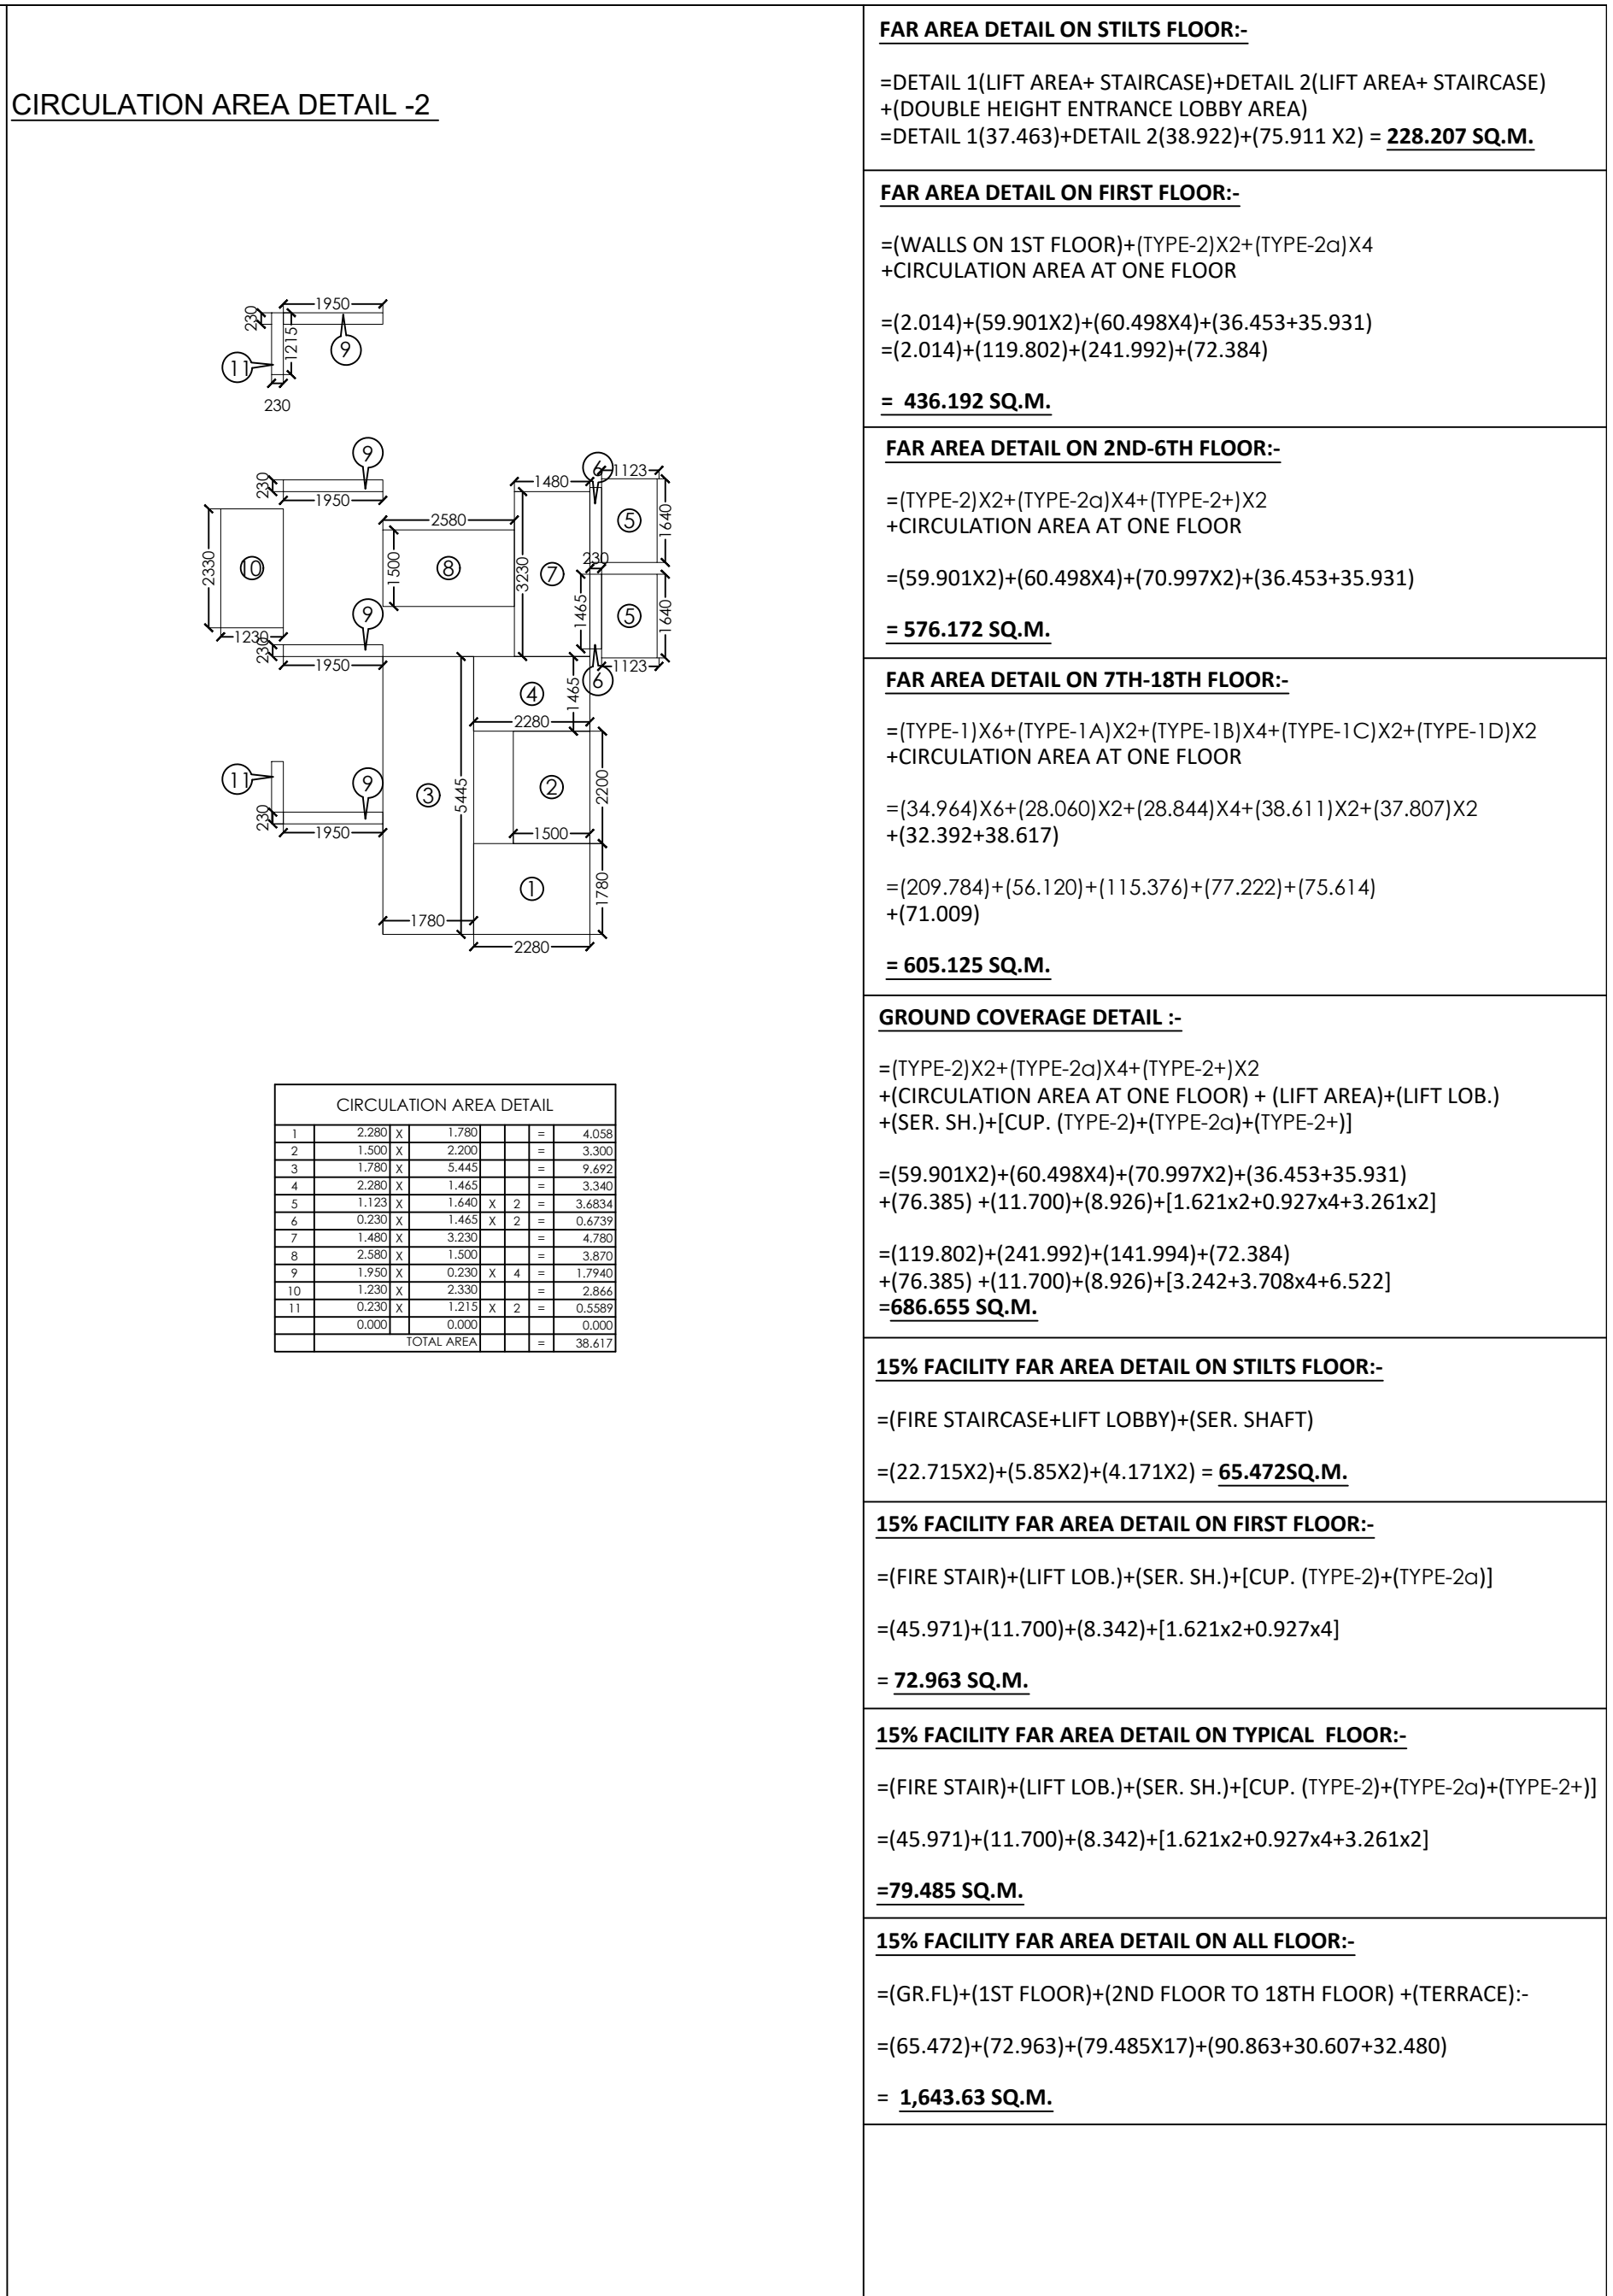 CIRCULATION AREA DETAIL -2
1950
230
1215
9
11
230
9
230
1950
6
1123
1480
5
1640
2580
2330
10
1500
8
3230
7
230
9
1465
5
1640
1230
230
1950
1123
6
4
1465
2280
11
9
3
5445
2
2200
230
1950
1500
1
1780
1780
2280
CIRCULATION AREA DETAIL
1 2.280 X 1.780 = 4.058
2 1.500 X 2.200 = 3.300
3 1.780 X 5.445 = 9.692
4 2.280 X 1.465 = 3.340
5 1.123 X 1.640 X 2 = 3.6834
6 0.230 X 1.465 X 2 = 0.6739
7 1.480 X 3.230 = 4.780
8 2.580 X 1.500 = 3.870
9 1.950 X 0.230 X 4 = 1.7940
10 1.230 X 2.330 = 2.866
11 0.230 X 1.215 X 2 = 0.5589
0.000 0.000 0.000
TOTAL AREA = 38.617
FAR AREA DETAIL ON STILTS FLOOR:-
=DETAIL 1(LIFT AREA+ STAIRCASE)+DETAIL 2(LIFT AREA+ STAIRCASE)
+(DOUBLE HEIGHT ENTRANCE LOBBY AREA)
=DETAIL 1(37.463)+DETAIL 2(38.922)+(75.911 X2) = 228.207 SQ.M.
FAR AREA DETAIL ON FIRST FLOOR:-
=(WALLS ON 1ST FLOOR)+(TYPE-2)X2+(TYPE-2a)X4
+CIRCULATION AREA AT ONE FLOOR
=(2.014)+(59.901X2)+(60.498X4)+(36.453+35.931)
=(2.014)+(119.802)+(241.992)+(72.384)
= 436.192 SQ.M.
FAR AREA DETAIL ON 2ND-6TH FLOOR:-
=(TYPE-2)X2+(TYPE-2a)X4+(TYPE-2+)X2
+CIRCULATION AREA AT ONE FLOOR
=(59.901X2)+(60.498X4)+(70.997X2)+(36.453+35.931)
= 576.172 SQ.M.
FAR AREA DETAIL ON 7TH-18TH FLOOR:-
=(TYPE-1)X6+(TYPE-1A)X2+(TYPE-1B)X4+(TYPE-1C)X2+(TYPE-1D)X2
+CIRCULATION AREA AT ONE FLOOR
=(34.964)X6+(28.060)X2+(28.844)X4+(38.611)X2+(37.807)X2
+(32.392+38.617)
=(209.784)+(56.120)+(115.376)+(77.222)+(75.614)
+(71.009)
= 605.125 SQ.M.
GROUND COVERAGE DETAIL :-
=(TYPE-2)X2+(TYPE-2a)X4+(TYPE-2+)X2
+(CIRCULATION AREA AT ONE FLOOR) + (LIFT AREA)+(LIFT LOB.)
+(SER. SH.)+[CUP. (TYPE-2)+(TYPE-2a)+(TYPE-2+)]
=(59.901X2)+(60.498X4)+(70.997X2)+(36.453+35.931)
+(76.385) +(11.700)+(8.926)+[1.621x2+0.927x4+3.261x2]
=(119.802)+(241.992)+(141.994)+(72.384)
+(76.385) +(11.700)+(8.926)+[3.242+3.708x4+6.522]
=686.655 SQ.M.
15% FACILITY FAR AREA DETAIL ON STILTS FLOOR:-
=(FIRE STAIRCASE+LIFT LOBBY)+(SER. SHAFT)
=(22.715X2)+(5.85X2)+(4.171X2) = 65.472SQ.M.
15% FACILITY FAR AREA DETAIL ON FIRST FLOOR:-
=(FIRE STAIR)+(LIFT LOB.)+(SER. SH.)+[CUP. (TYPE-2)+(TYPE-2a)]
=(45.971)+(11.700)+(8.342)+[1.621x2+0.927x4]
= 72.963 SQ.M.
15% FACILITY FAR AREA DETAIL ON TYPICAL FLOOR:-
=(FIRE STAIR)+(LIFT LOB.)+(SER. SH.)+[CUP. (TYPE-2)+(TYPE-2a)+(TYPE-2+)]
=(45.971)+(11.700)+(8.342)+[1.621x2+0.927x4+3.261x2]
=79.485 SQ.M.
15% FACILITY FAR AREA DETAIL ON ALL FLOOR:-
=(GR.FL)+(1ST FLOOR)+(2ND FLOOR TO 18TH FLOOR) +(TERRACE):-
=(65.472)+(72.963)+(79.485X17)+(90.863+30.607+32.480)
= 1,643.63 SQ.M.